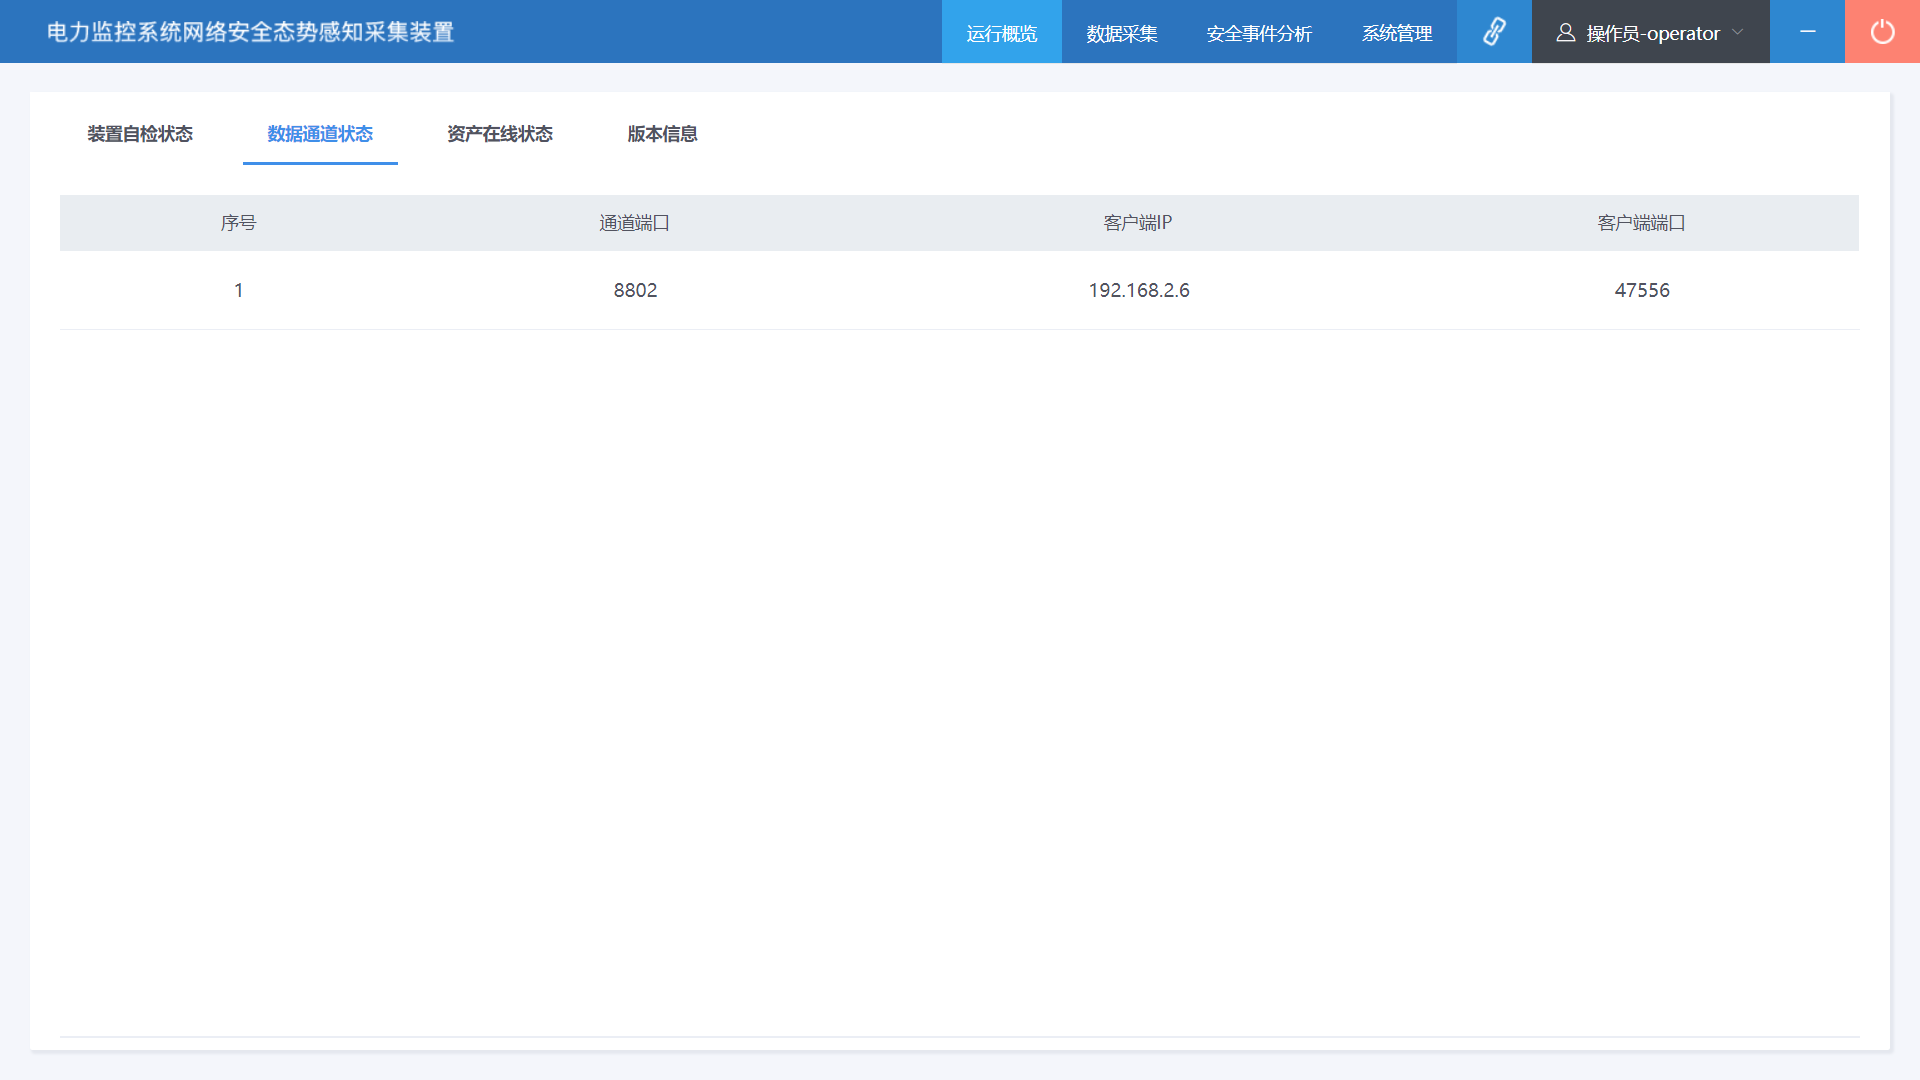 电力监控系统网络安全态势感知采集装置
运行概览 数据采集 安全事件分析 系统管理 操作员-operator
装置自检状态 数据通道状态 资产在线状态 版本信息
序号 通道端口 客户端IP 客户端端口
1 8802 192.168.2.6 47556